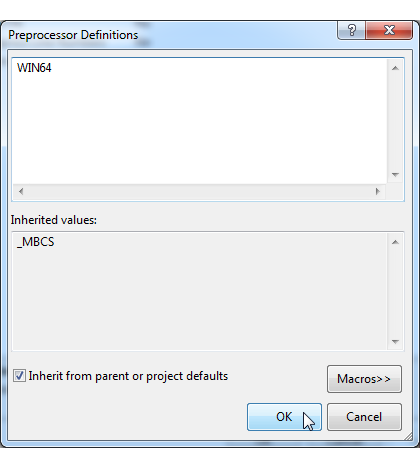 Preprocessor Definitions
WIN64
Inherited values:
_MBCS
Inherit from parent or project defaults
Macros>>
OK
Cancel